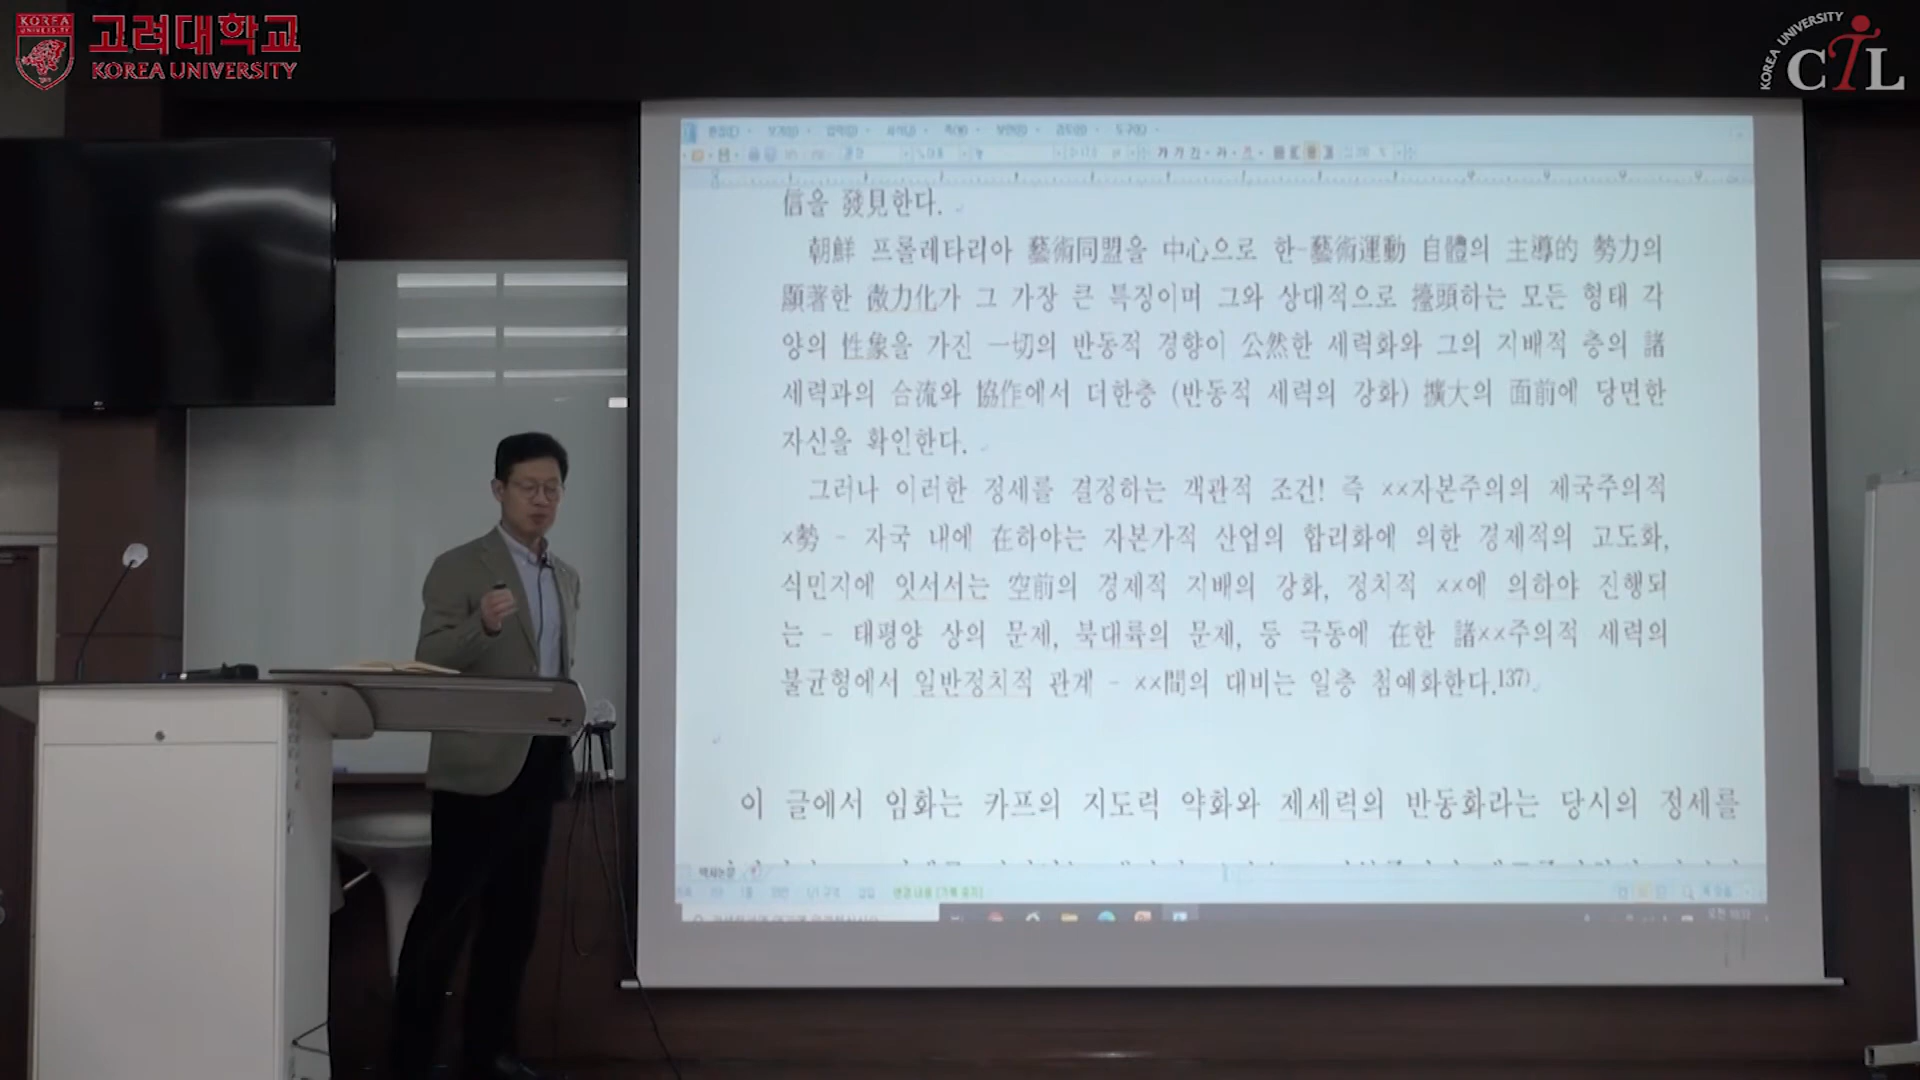 KOREA UNIVERSITY
고려대학교
KOREA UNIVERSITY
KOREA UNIVERSITY
CTL
信을 發見한다.
朝鮮 프롤레타리아 藝術同盟을 中心으로 한-藝術運動 自體의 主導的 勢力의
顯著한 微力化가 그 가장 큰 특징이며 그와 상대적으로 擡頭하는 모든 형태 각
양의 性象을 가진 一切의 반동적 경향이 公然한 세력화와 그의 지배적 층의 諸
세력과의 合流와 協作에서 더한층 (반동적 세력의 강화) 擴大의 面前에 당면한
자신을 확인한다.
그러나 이러한 정세를 결정하는 객관적 조건! 즉 ××자본주의의 제국주의적
×勢 - 자국 내에 在하야는 자본가적 산업의 합리화에 의한 경제적의 고도화,
식민지에 잇서서는 空前의 경제적 지배의 강화, 정치적 ××에 의하야 진행되
는 - 태평양 상의 문제, 북대륙의 문제, 등 극동에 在한 諸××주의적 세력의
불균형에서 일반정치적 관계 - ××間의 대비는 일층 첨예화한다.137)
이 글에서 임화는 카프의 지도력 약화와 제세력의 반동화라는 당시의 정세를